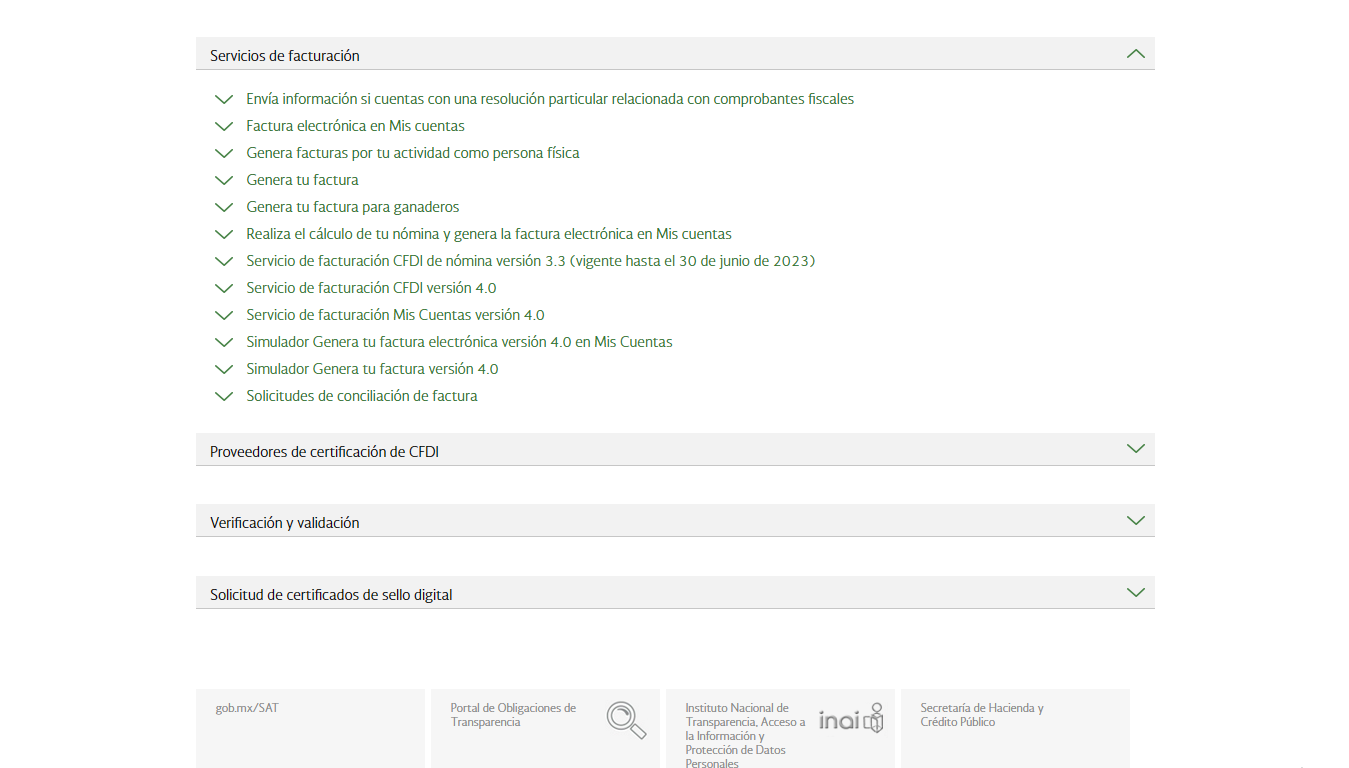 Servicios de facturación
Envía información si cuentas con una resolución particular relacionada con comprobantes fiscales
Factura electrónica en Mis cuentas
Genera facturas por tu actividad como persona física
Genera tu factura
Genera tu factura para ganaderos
Realiza el cálculo de tu nómina y genera la factura electrónica en Mis cuentas
Servicio de facturación CFDI de nómina versión 3.3 (vigente hasta el 30 de junio de 2023)
Servicio de facturación CFDI versión 4.0
Servicio de facturación Mis Cuentas versión 4.0
Simulador Genera tu factura electrónica versión 4.0 en Mis Cuentas
Simulador Genera tu factura versión 4.0
Solicitudes de conciliación de factura
Proveedores de certificación de CFDI
Verificación y validación
Solicitud de certificados de sello digital
gob.mx/SAT
Portal de Obligaciones de
Transparencia
Instituto Nacional de
Transparencia, Acceso a
la Información y
Protección de Datos
Personales
inai
Secretaría de Hacienda y
Crédito Público